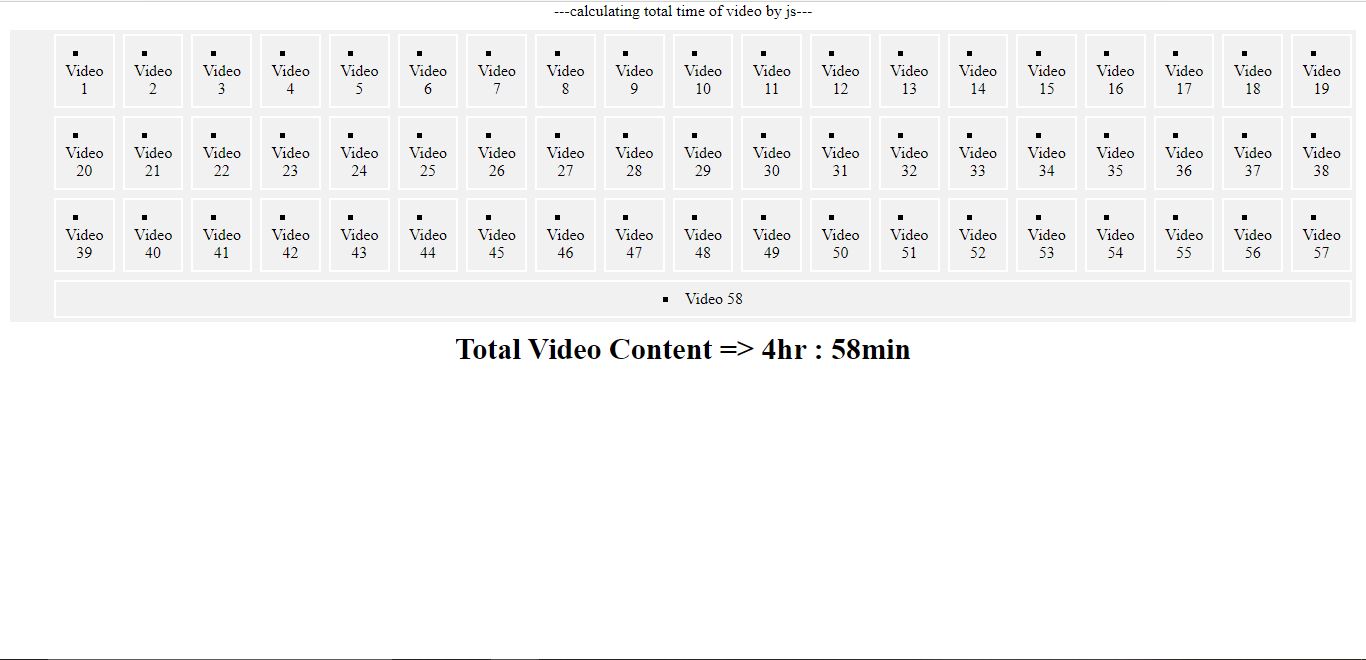 ---calculating total time of video by js---
Video 1
Video 2
Video 3
Video 4
Video 5
Video 6
Video 7
Video 8
Video 9
Video 10
Video 11
Video 12
Video 13
Video 14
Video 15
Video 16
Video 17
Video 18
Video 19
Video 20
Video 21
Video 22
Video 23
Video 24
Video 25
Video 26
Video 27
Video 28
Video 29
Video 30
Video 31
Video 32
Video 33
Video 34
Video 35
Video 36
Video 37
Video 38
Video 39
Video 40
Video 41
Video 42
Video 43
Video 44
Video 45
Video 46
Video 47
Video 48
Video 49
Video 50
Video 51
Video 52
Video 53
Video 54
Video 55
Video 56
Video 57
Video 58
Total Video Content => 4hr : 58min